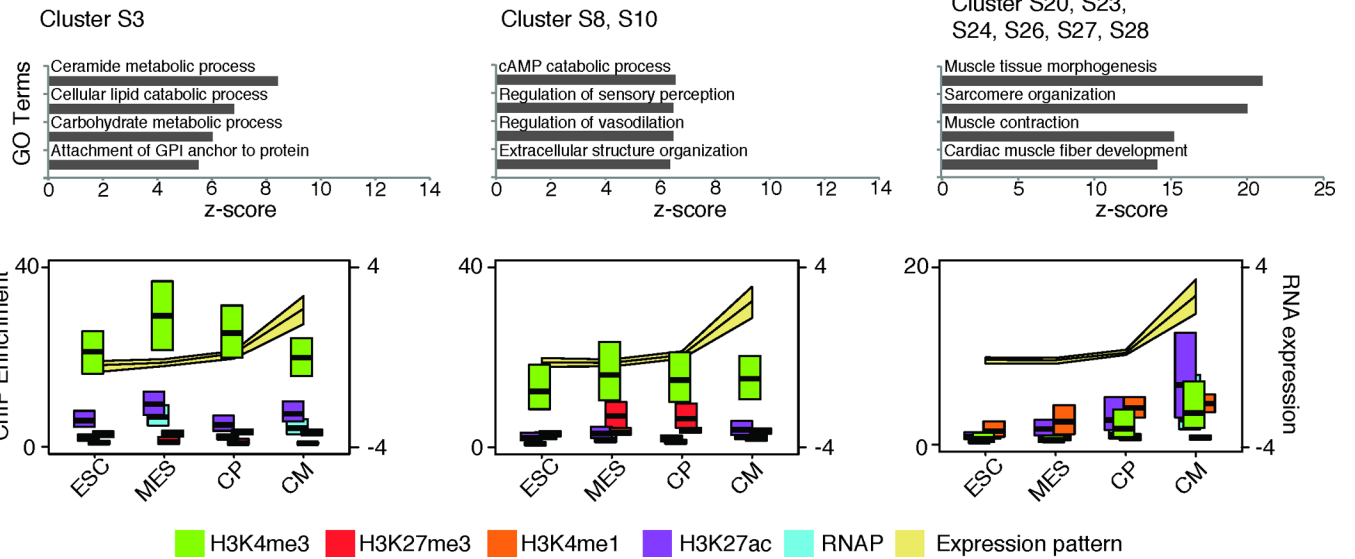 Cluster S3
GO Terms
Ceramide metabolic process
Cellular lipid catabolic process
Carbohydrate metabolic process
Attachment of GPI anchor to protein
0 2 4 6 8 10 12 14
z-score
Cluster S8, S10
cAMP catabolic process
Regulation of sensory perception
Regulation of vasodilation
Extracellular structure organization
0 2 4 6 8 10 12 14
z-score
Cluster S20, S23,
S24, S26, S27, S28
Muscle tissue morphogenesis
Sarcomere organization
Muscle contraction
Cardiac muscle fiber development
0 5 10 15 20 25
z-score
ChIP Enrichment
40 4
0 -4
ESC MES CP CM
40 4
0 -4
ESC MES CP CM
20 4
0 -4
ESC MES CP CM
RNA expression
H3K4me3 H3K27me3 H3K4me1 H3K27ac RNAP Expression pattern